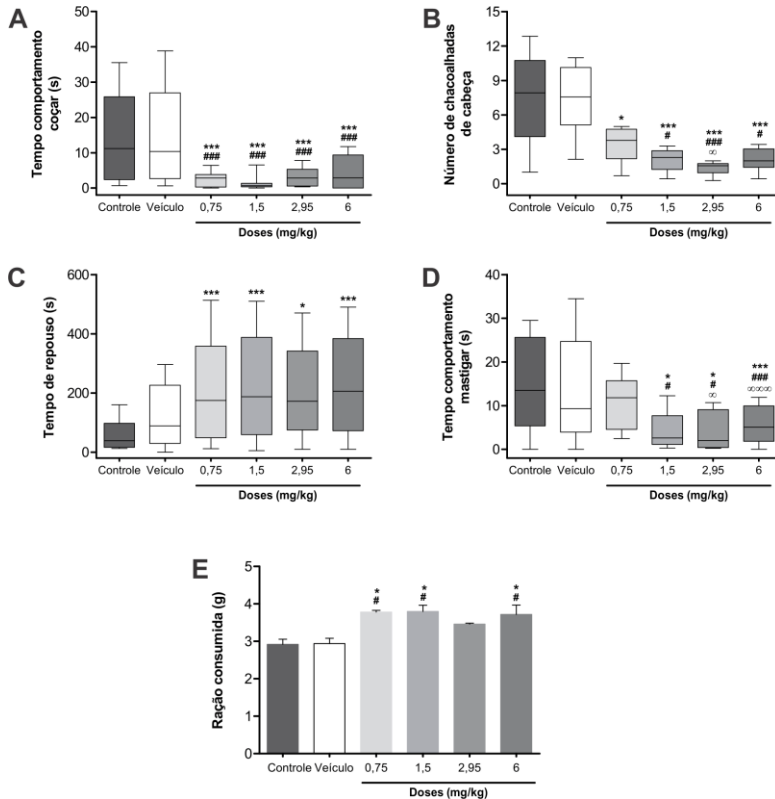 A
Tempo comportamento
coçar (s)
50
40
30
20
10
0
***
###
***
###
***
###
***
###
Controle Veículo 0,75 1,5 2,95 6
Doses (mg/kg)
B
Número de chacoalhadas
de cabeça
15
12
9
6
3
0
*
***
#
***
###
∞
***
#
Controle Veículo 0,75 1,5 2,95 6
Doses (mg/kg)
C
Tempo de repouso (s)
600
400
200
0
***
***
*
***
Controle Veículo 0,75 1,5 2,95 6
Doses (mg/kg)
D
Tempo comportamento
mastigar (s)
40
30
20
10
0
*
#
*
#
∞
***
###
∞∞∞
Controle Veículo 0,75 1,5 2,95 6
Doses (mg/kg)
E
Ração consumida (g)
5
4
3
2
1
0
*
#
*
#
*
#
Controle Veículo 0,75 1,5 2,95 6
Doses (mg/kg)